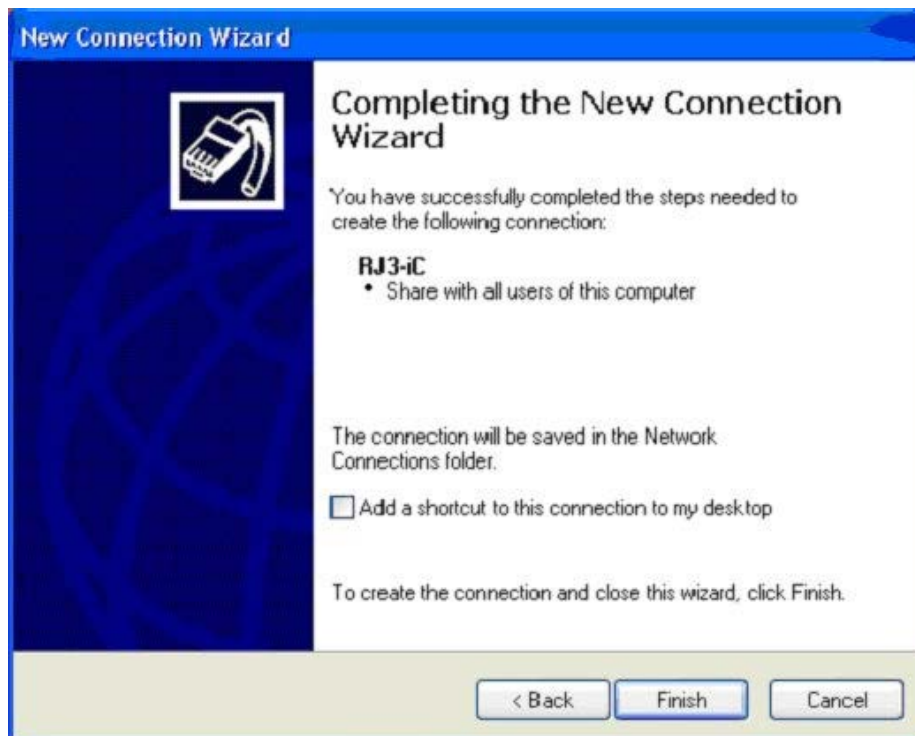 New Connection Wizard
Completing the New Connection
Wizard
You have successfully completed the steps needed to
create the following connection:
RJ3-iC
• Share with all users of this computer
The connection will be saved in the Network
Connections folder.
Add a shortcut to this connection to my desktop
To create the connection and close this wizard, click Finish.
< Back
Finish
Cancel